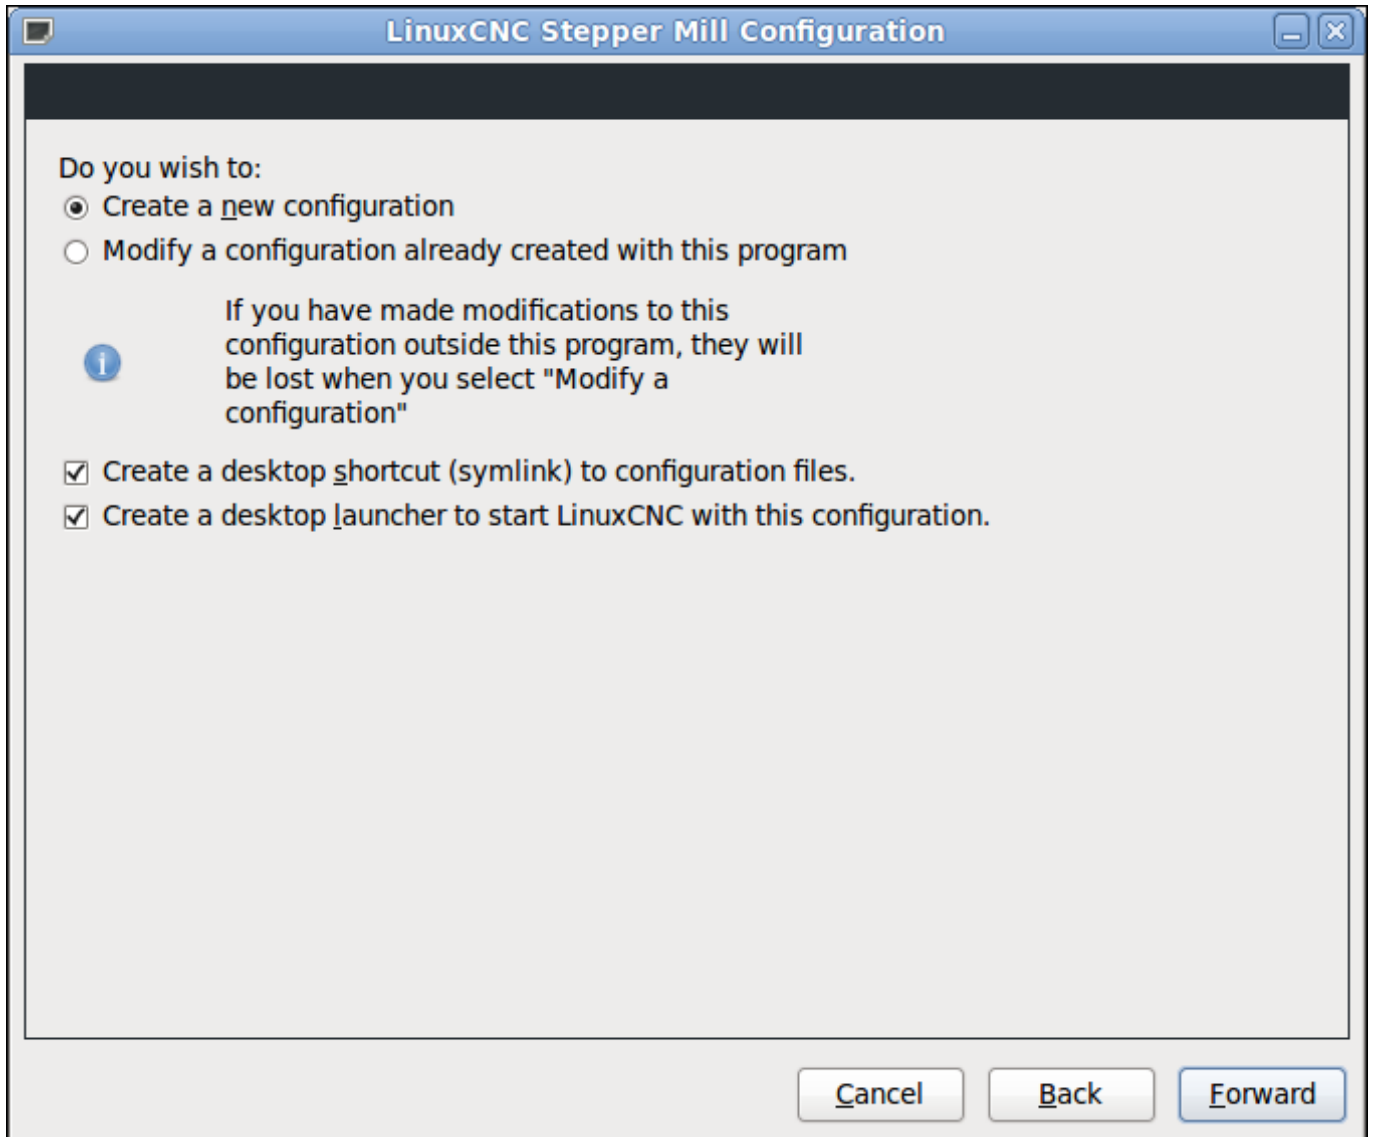 LinuxCNC Stepper Mill Configuration
Do you wish to:
Create a new configuration
Modify a configuration already created with this program
If you have made modifications to this
configuration outside this program, they will
be lost when you select "Modify a
configuration"
Create a desktop shortcut (symlink) to configuration files.
Create a desktop launcher to start LinuxCNC with this configuration.
Cancel Back Forward